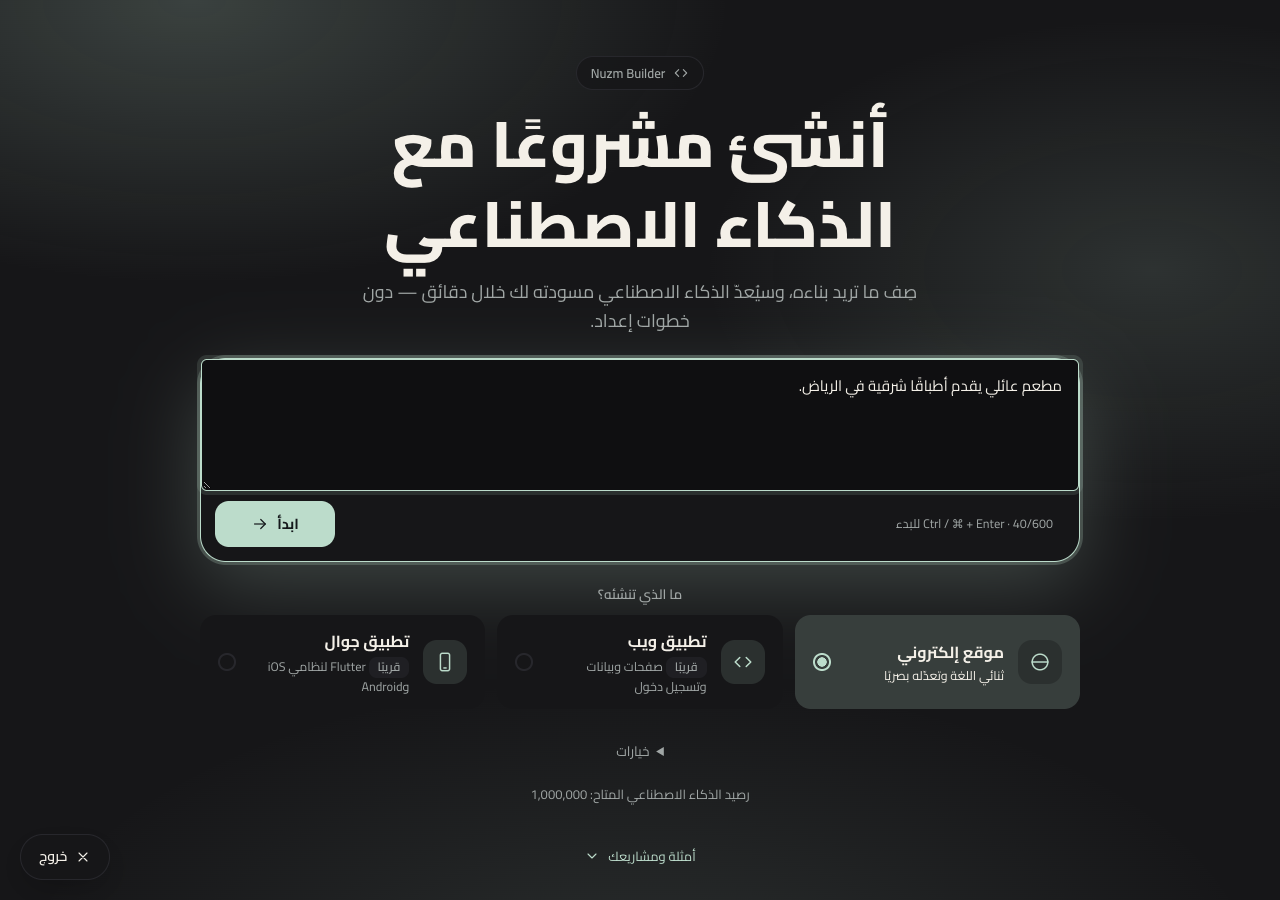 Nuzm Builder
أنشئ مشروعًا مع
الذكاء الاصطناعي
صِف ما تريد بناءه، وسيُعدّ الذكاء الاصطناعي مسودته لك خلال دقائق — دون
خطوات إعداد.
مطعم عائلي يقدم أطباقًا شرقية في الرياض.
40/600 · Ctrl / ⌘ + Enter للبدء
ابدأ
ما الذي تنشئه؟
موقع إلكتروني
ثنائي اللغة وتعدّله بصريًا
تطبيق ويب
قريبًا صفحات وبيانات
وتسجيل دخول
تطبيق جوال
قريبًا Flutter لنظامي iOS
وAndroid
خيارات
رصيد الذكاء الاصطناعي المتاح: 1,000,000
أمثلة ومشاريعك
خروج